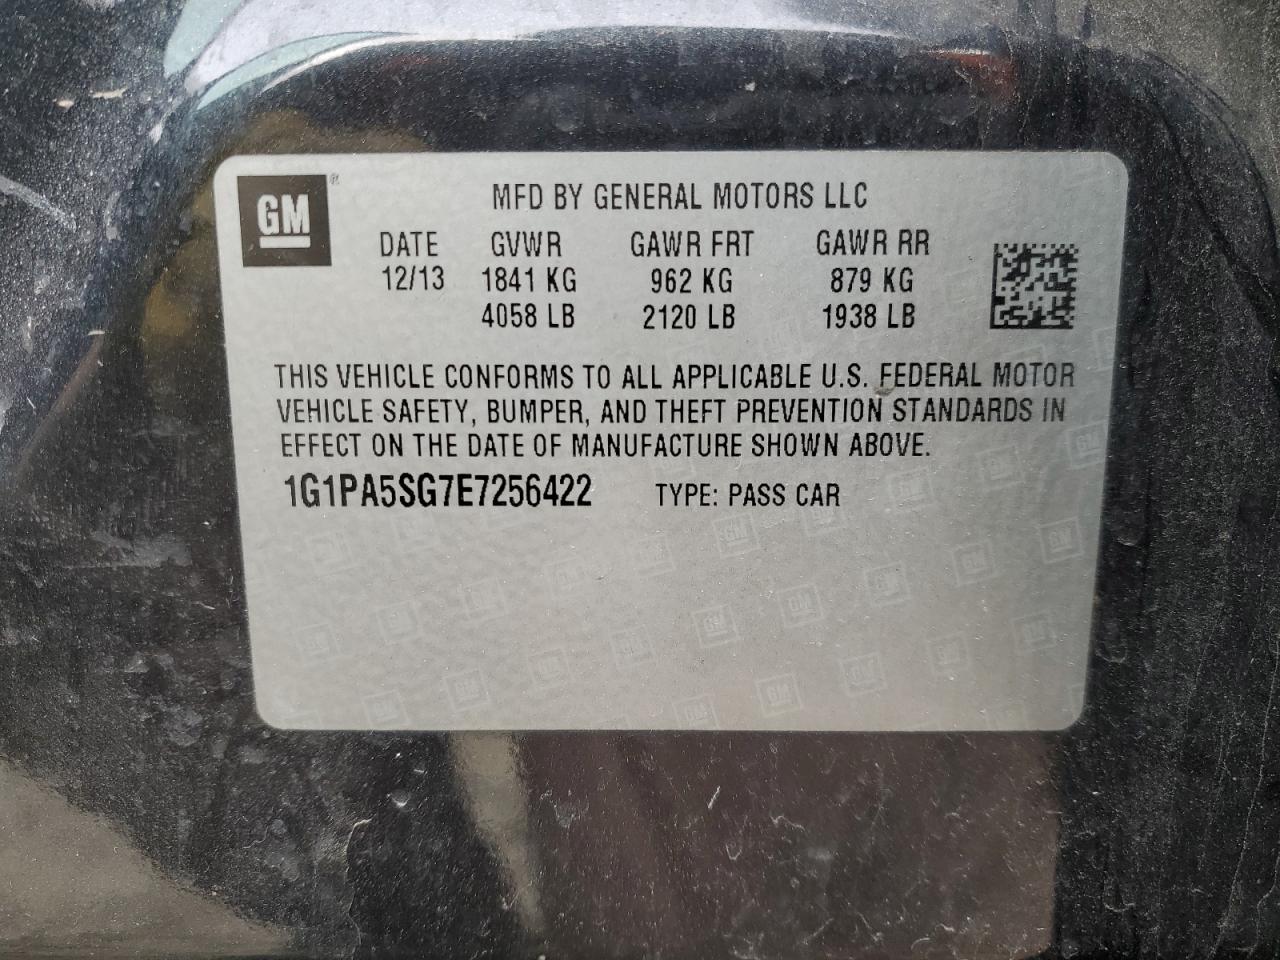 GM®
MFD BY GENERAL MOTORS LLC
DATE GVWR GAWR FRT GAWR RR
12/13 1841 KG 962 KG 879 KG
4058 LB 2120 LB 1938 LB
THIS VEHICLE CONFORMS TO ALL APPLICABLE U.S. FEDERAL MOTOR
VEHICLE SAFETY, BUMPER, AND THEFT PREVENTION STANDARDS IN
EFFECT ON THE DATE OF MANUFACTURE SHOWN ABOVE.
1G1PA5SG7E7256422 TYPE: PASS CAR